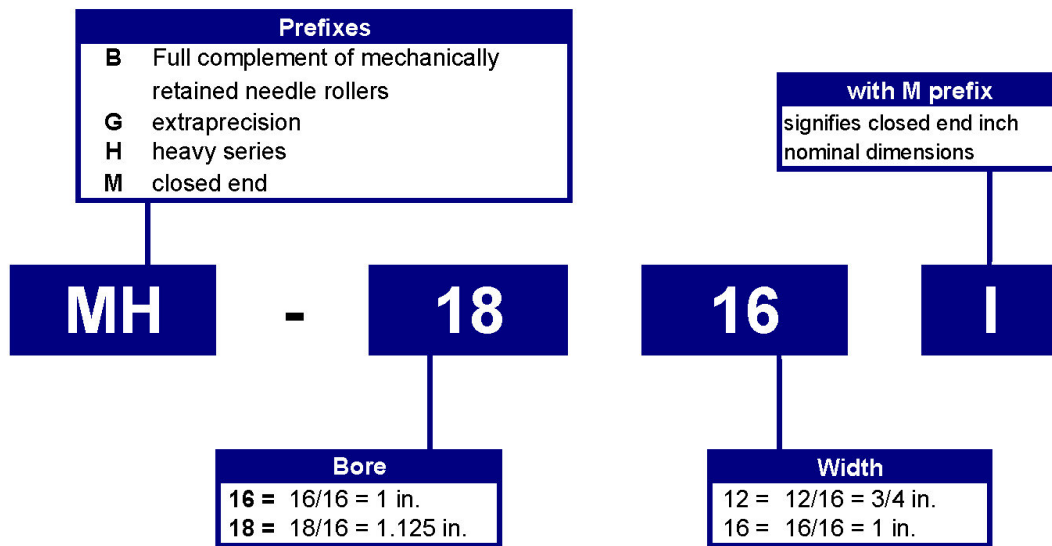 Prefixes
B Full complement of mechanically
retained needle rollers
G extraprecision
H heavy series
M closed end
with M prefix
signifies closed end inch
nominal dimensions
MH - 18 16 I
Bore
16 = 16/16 = 1 in.
18 = 18/16 = 1.125 in.
Width
12 = 12/16 = 3/4 in.
16 = 16/16 = 1 in.